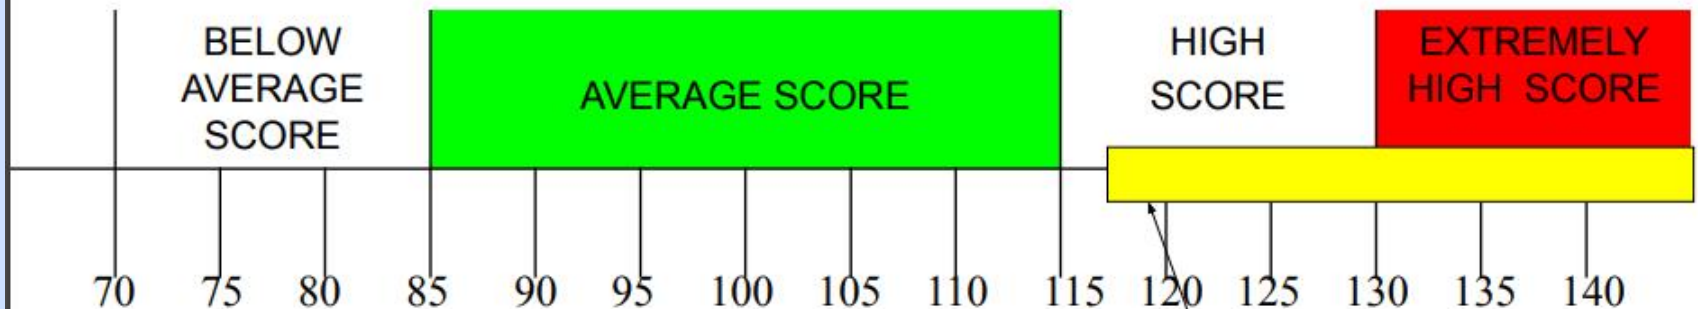 BELOW
AVERAGE
SCORE
AVERAGE SCORE
HIGH
SCORE
EXTREMELY
HIGH SCORE
70 75 80 85 90 95 100 105 110 115 120 125 130 135 140